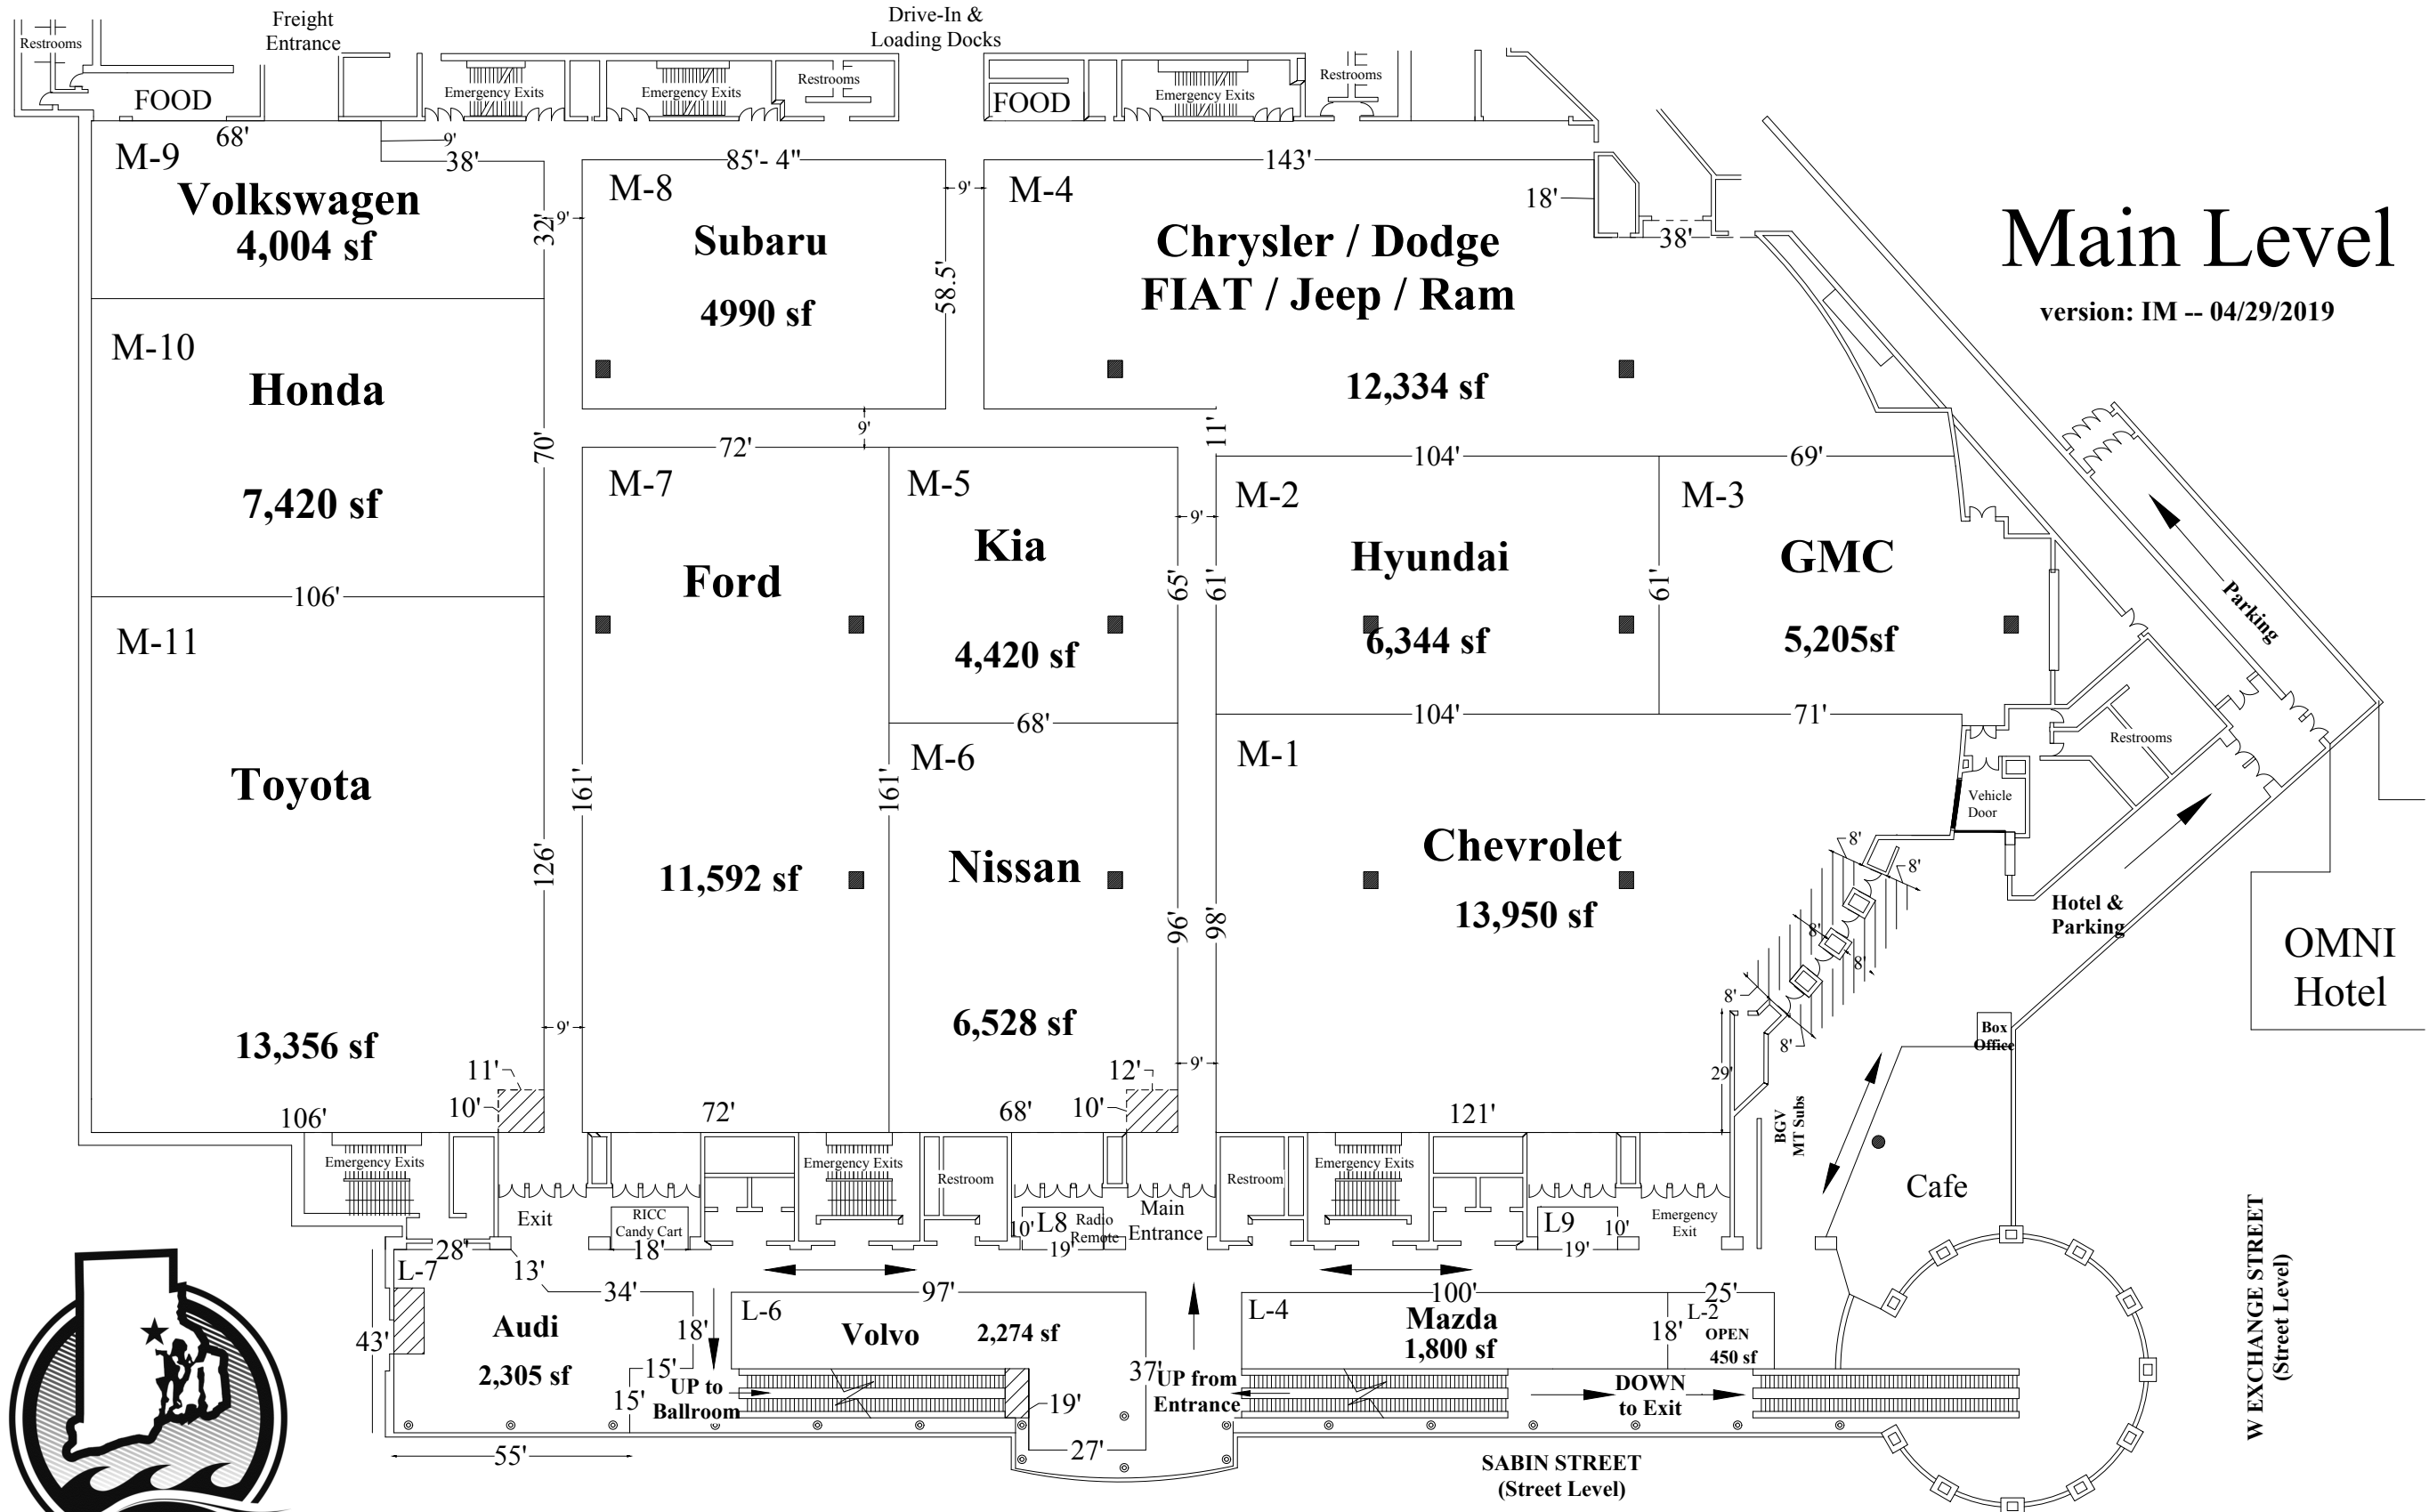 Freight
Entrance
Drive-In &
Loading Docks
Restrooms
FOOD
Emergency Exits
Emergency Exits
Restrooms
FOOD
Emergency Exits
Restrooms
Main Level
version: IM -- 04/29/2019
68'
9'
38'
M-9
Volkswagen
4,004 sf
32'
9'
85'- 4"
M-8
Subaru
4990 sf
58.5'
9'
9'
143'
M-4
18'
38'
Chrysler / Dodge
FIAT / Jeep / Ram
12,334 sf
11'
M-10
Honda
7,420 sf
70'
106'
M-11
Toyota
13,356 sf
126'
9'
11'
10'
106'
72'
M-7
Ford
11,592 sf
161'
161'
72'
M-5
Kia
4,420 sf
65'
9'
68'
M-6
Nissan
6,528 sf
96'
9'
12'
10'
68'
104'
M-2
Hyundai
6,344 sf
61'
61'
104'
69'
M-3
GMC
5,205sf
71'
M-1
Chevrolet
13,950 sf
98'
121'
29'
8'
8'
8'
8'
8'
8'
Parking
Restrooms
Vehicle
Door
Hotel &
Parking
OMNI
Hotel
Box
Office
BGV
MT Subs
Cafe
Emergency Exits
Exit
RICC
Candy Cart
18'
Emergency Exits
Restroom
10'
L8
Radio
Remote
19'
Main
Entrance
Restroom
Emergency Exits
L9
10'
19'
Emergency
Exit
28'
L-7
13'
34'
43'
Audi
2,305 sf
18'
15'
15'
55'
UP to
Ballroom
97'
L-6
Volvo
2,274 sf
37'
19'
27'
UP from
Entrance
100'
L-4
Mazda
1,800 sf
18'
25'
L-2
OPEN
450 sf
DOWN
to Exit
SABIN STREET
(Street Level)
W EXCHANGE STREET
(Street Level)